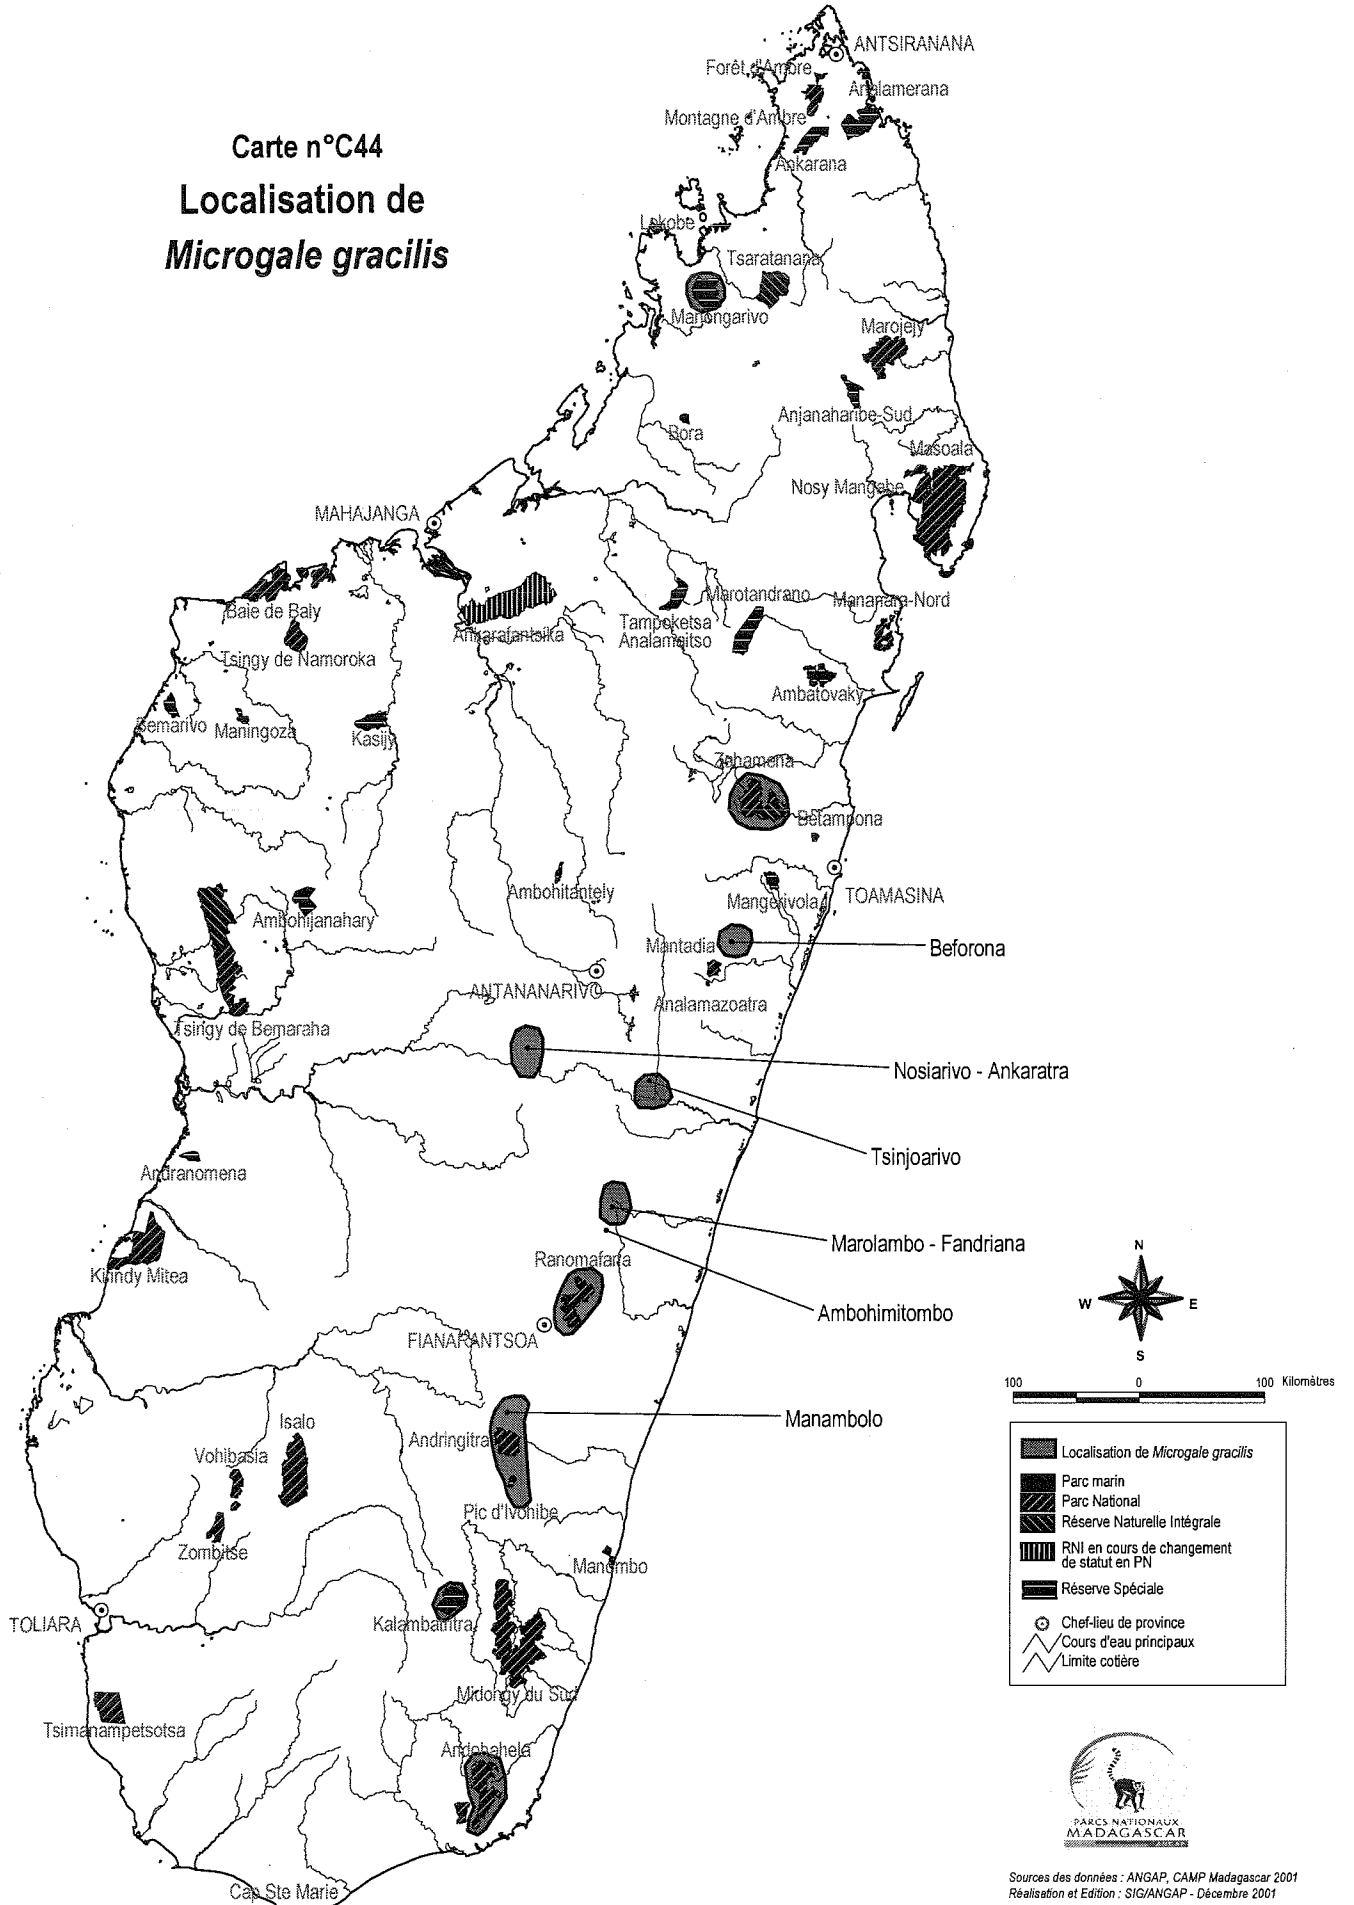 Carte n°C44
Localisation de
Microgale gracilis
ANTSIRANANA
Forêt d'Ambre
Analamerana
Montagne d'Ambre
Ankarana
Lokobe
Tsaratanana
Manongarivo
Marojejy
Anjanaharibe-Sud
Bora
Masoala
Nosy Mangabe
MAHAJANGA
Baie de Baly
Ankarafantsika
Marotandrano
Mananara-Nord
Tampoketsa
Analamaitso
Tsingy de Namoroka
Ambatovaky
Bemarivo
Maningoza
Kasijy
Zahamena
Betampona
Ambohitantely
Mangerivola
TOAMASINA
Ambohijanahary
Mantadia
Beforona
ANTANANARIVO
Analamazoatra
Tsingy de Bemaraha
Nosiarivo - Ankaratra
Tsinjoarivo
Andranomena
Marolambo - Fandriana
Ranomafana
Kirindy Mitea
Ambohimitombo
FIANARANTSOA
Manambolo
Isalo
Andringitra
Vohibasia
Pic d'Ivohibe
Zombitse
Manombo
Kalambatritra
TOLIARA
Midongy du Sud
Tsimanampetsotsa
Andohahela
Cap Ste Marie
N
W E
S
100 0 100 Kilomètres
Localisation de Microgale gracilis
Parc marin
Parc National
Réserve Naturelle Intégrale
RNI en cours de changement
de statut en PN
Réserve Spéciale
Chef-lieu de province
Cours d'eau principaux
Limite cotière
PARCS NATIONAUX
MADAGASCAR
Sources des données : ANGAP, CAMP Madagascar 2001
Réalisation et Edition : SIG/ANGAP - Décembre 2001